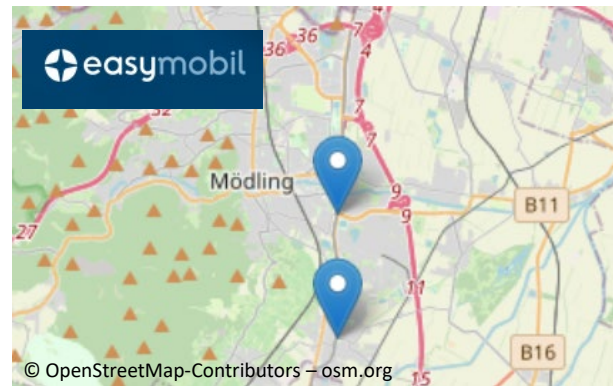 36
36
7
4
easymobil
32
7
7
Mödling
9
9
B11
27
11
B16
15
© OpenStreetMap-Contributors – osm.org